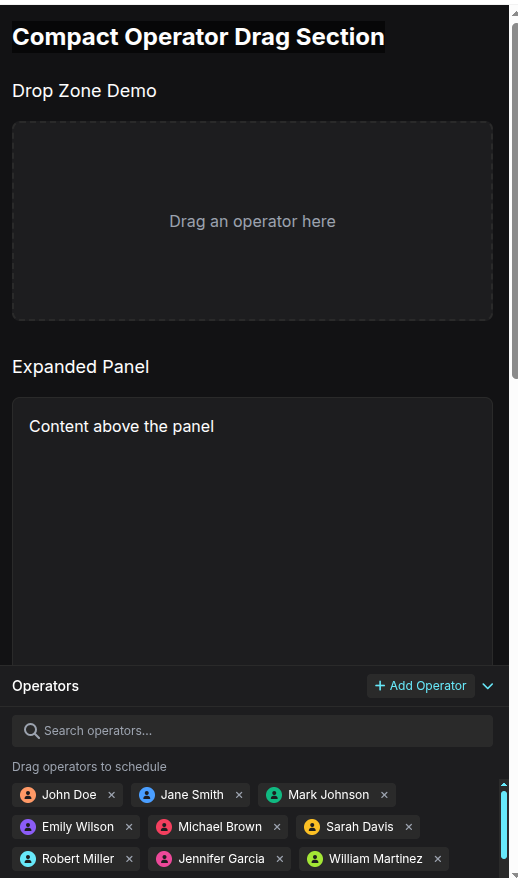 Compact Operator Drag Section
Drop Zone Demo
Drag an operator here
Expanded Panel
Content above the panel
Operators
+ Add Operator
Search operators...
Drag operators to schedule
John Doe × Jane Smith × Mark Johnson ×
Emily Wilson × Michael Brown × Sarah Davis ×
Robert Miller × Jennifer Garcia × William Martinez ×